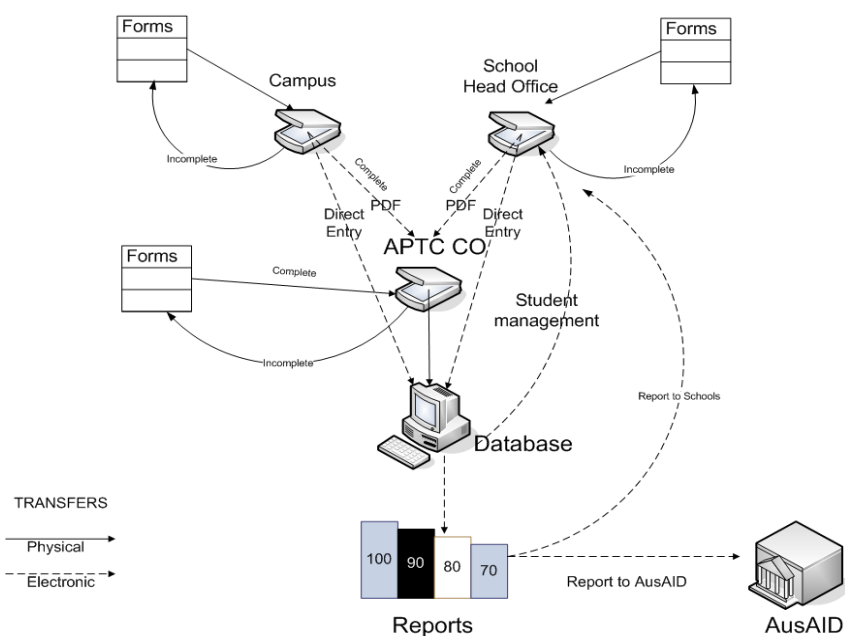 Forms
Forms
Campus
School
Head Office
Incomplete
Incomplete
Complete
Complete
PDF
PDF
Direct
Entry
Direct
Entry
APTC CO
Forms
Complete
Incomplete
Student
management
Report to Schools
Database
TRANSFERS
Physical
Electronic
100
90
80
70
Report to AusAID
Reports
AusAID